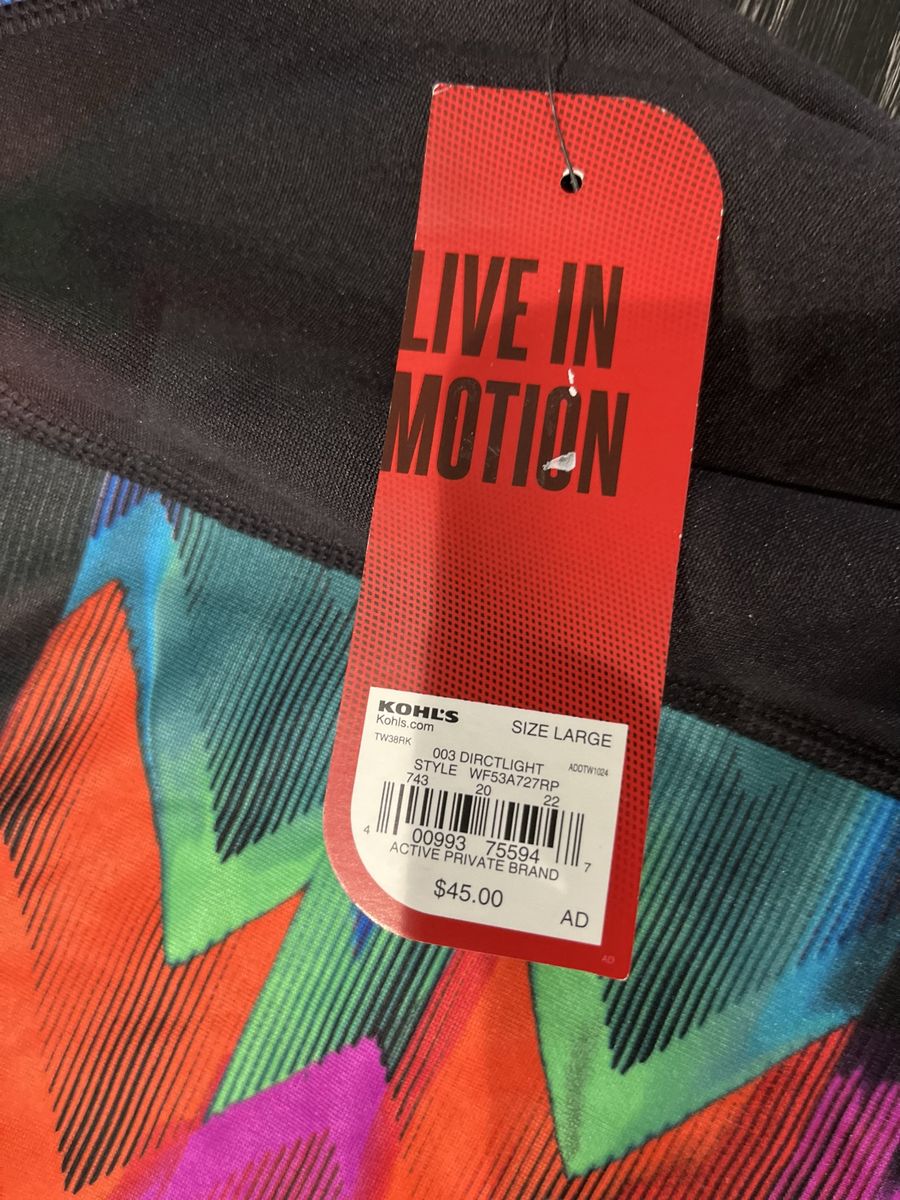 LIVE IN
MOTION
KOHL'S
Kohls.com
SIZE LARGE
TW38RK
003 DIRCTLIGHT
ADDTW1024
STYLE WF53A727RP
743 20 22
4 00993 75594 7
ACTIVE PRIVATE BRAND
$45.00
AD
AD